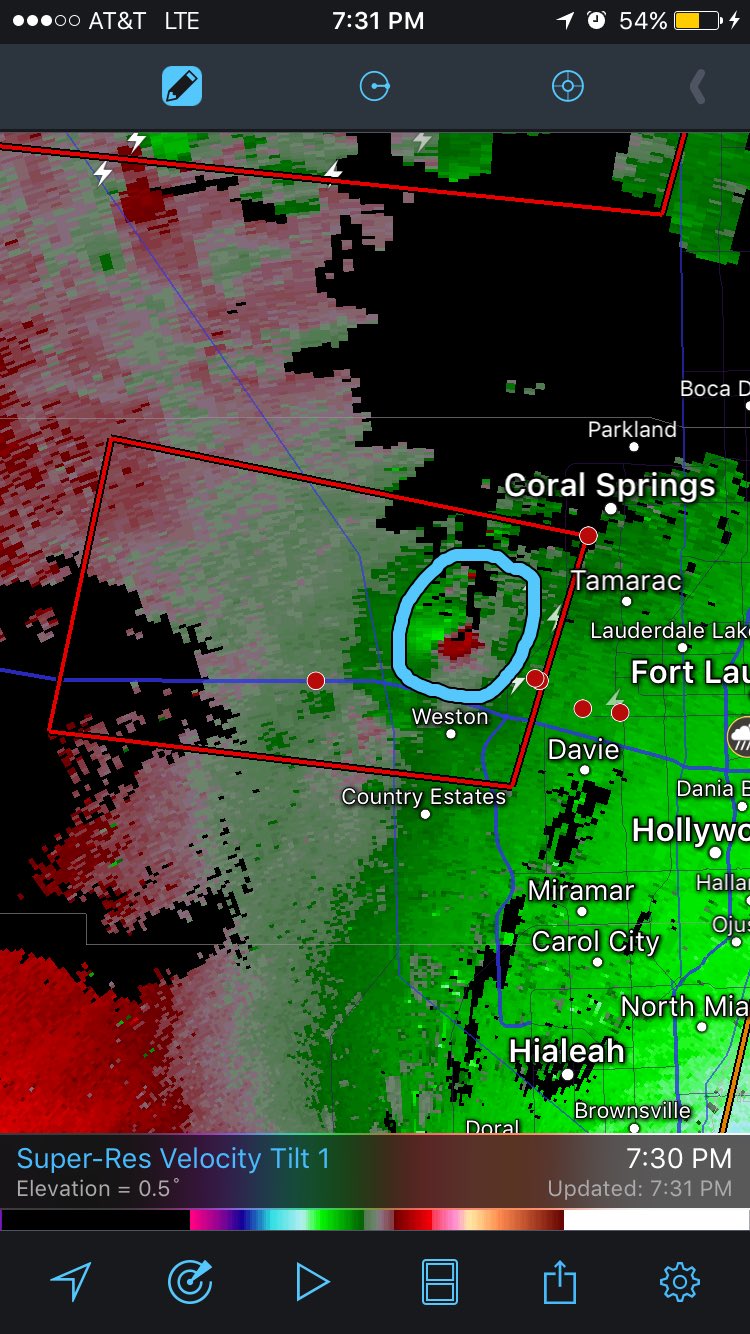 AT&T LTE 7:31 PM 54%
Boca D
Parkland
Coral Springs
Tamarac
Lauderdale Lak
Fort Lau
Weston
Davie
Dania B
Country Estates
Hollywo
Miramar
Halla
Oju
Carol City
North Mia
Hialeah
Brownsville
Doral
Super-Res Velocity Tilt 1 7:30 PM
Elevation = 0.5° Updated: 7:31 PM